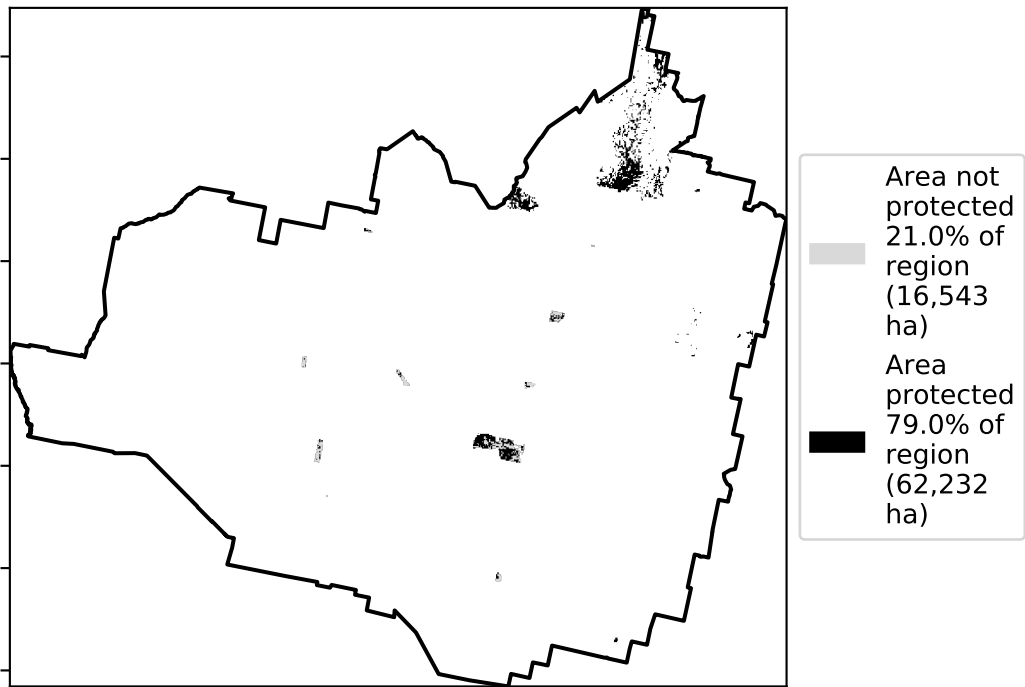 Area not
protected
21.0% of
region
(16,543
ha)
Area
protected
79.0% of
region
(62,232
ha)